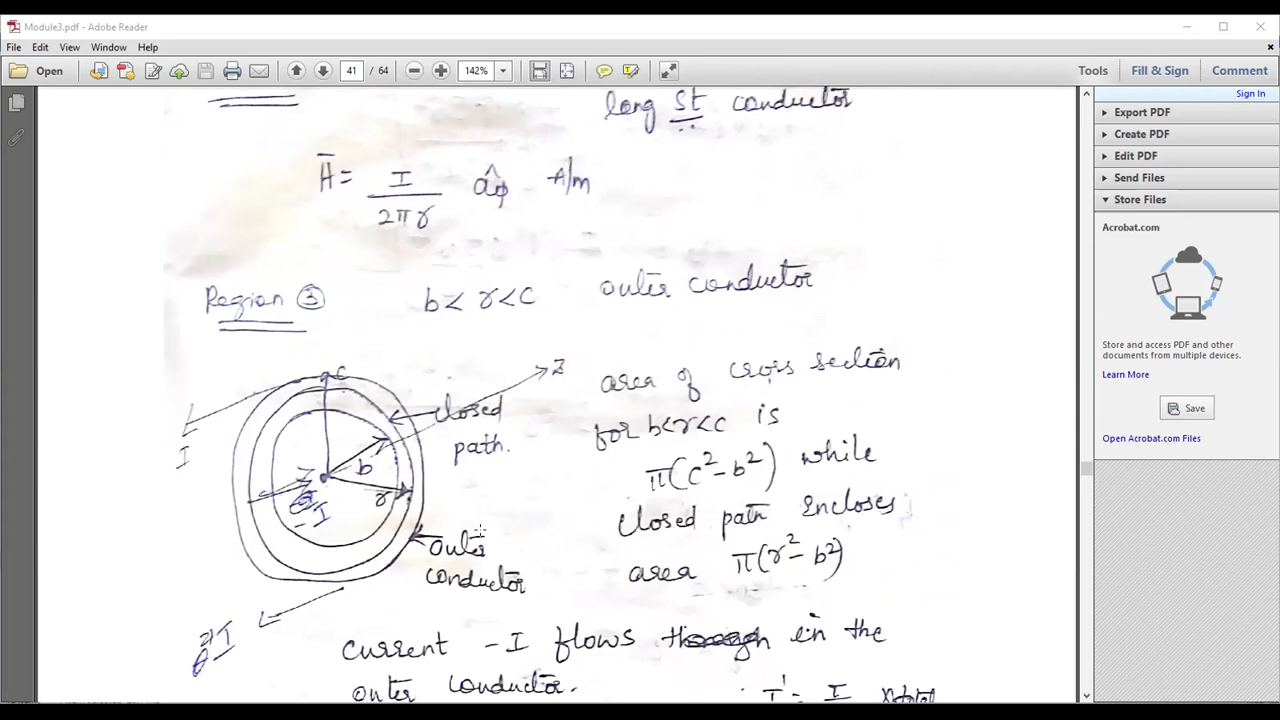 Module3.pdf - Adobe Reader
File Edit View Window Help
Open 41 / 64 142% Tools Fill & Sign Comment
Sign In
Export PDF
Create PDF
Edit PDF
Send Files
Store Files
Acrobat.com
Store and access PDF and other
documents from multiple devices.
Learn More
Save
Open Acrobat.com Files
long St conductor
H̅ = I / 2πr âφ A/m
Region ③ b < r < c outer conductor
c
z
closed
path.
I
b
r
-I
outer
conductor
I
area of cross section
for b<r<c is
π(c²-b²) while
closed path encloses
area π(r²-b²)
current -I flows in the
outer conductor.
I' = I